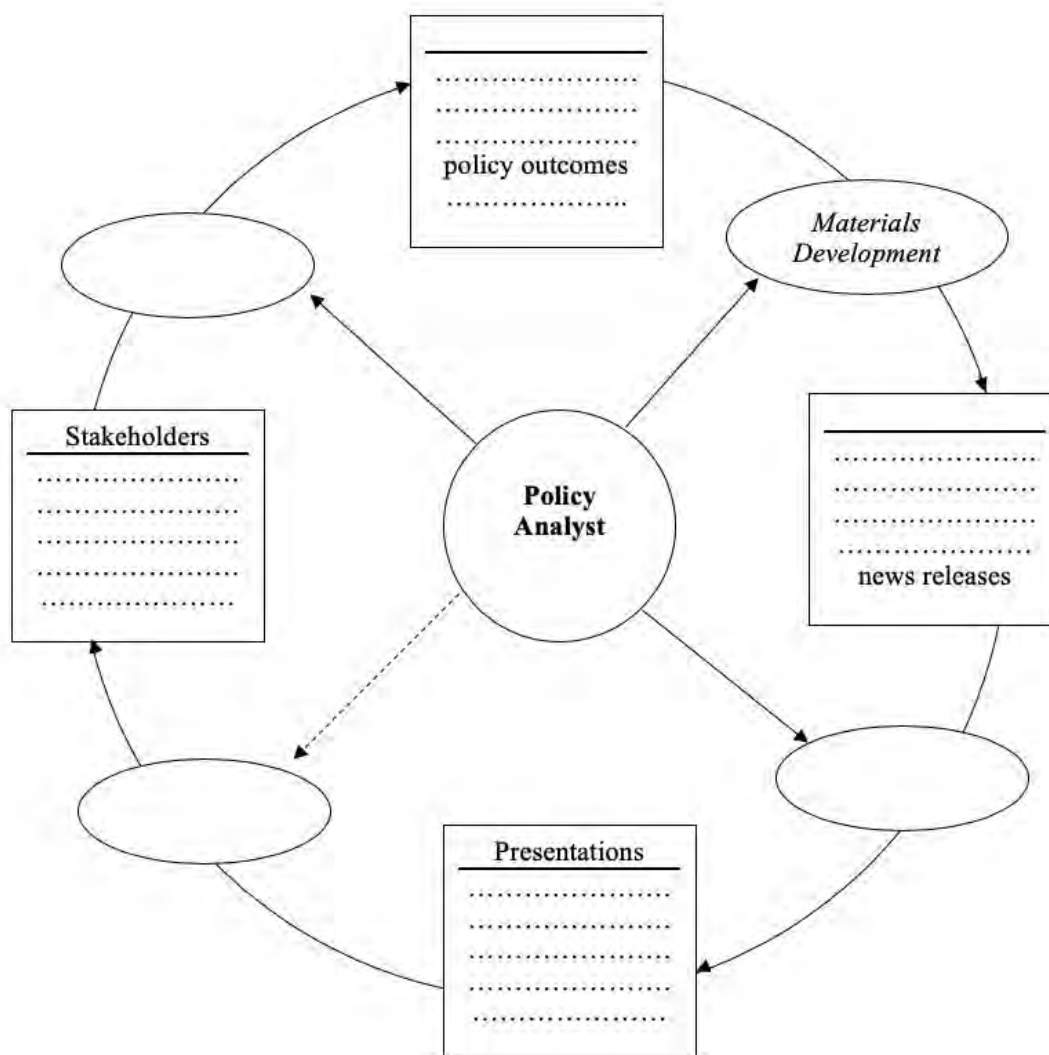 policy outcomes
Materials
Development
Stakeholders
Policy
Analyst
news releases
Presentations